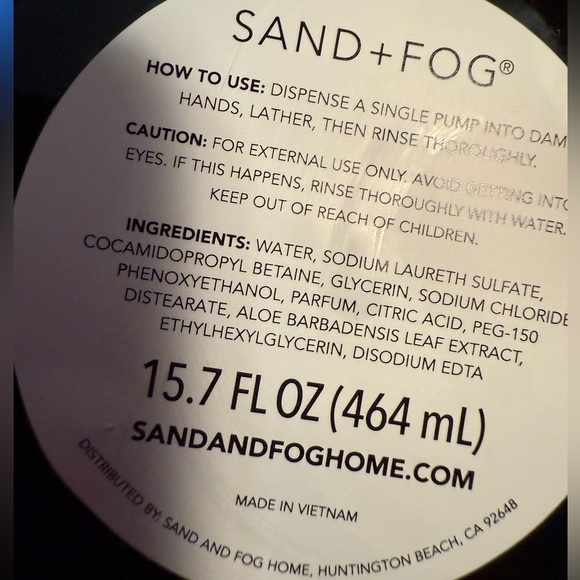 SAND+FOG®
HOW TO USE: DISPENSE A SINGLE PUMP INTO DAM
HANDS, LATHER, THEN RINSE THOROUGHLY.
CAUTION: FOR EXTERNAL USE ONLY. AVOID GETTING INTO
EYES. IF THIS HAPPENS, RINSE THOROUGHLY WITH WATER.
KEEP OUT OF REACH OF CHILDREN.
INGREDIENTS: WATER, SODIUM LAURETH SULFATE,
COCAMIDOPROPYL BETAINE, GLYCERIN, SODIUM CHLORIDE
PHENOXYETHANOL, PARFUM, CITRIC ACID, PEG-150
DISTEARATE, ALOE BARBADENSIS LEAF EXTRACT,
ETHYLHEXYLGLYCERIN, DISODIUM EDTA
15.7 FL OZ (464 mL)
SANDANDFOGHOME.COM
MADE IN VIETNAM
DISTRIBUTED BY: SAND AND FOG HOME, HUNTINGTON BEACH, CA 92648